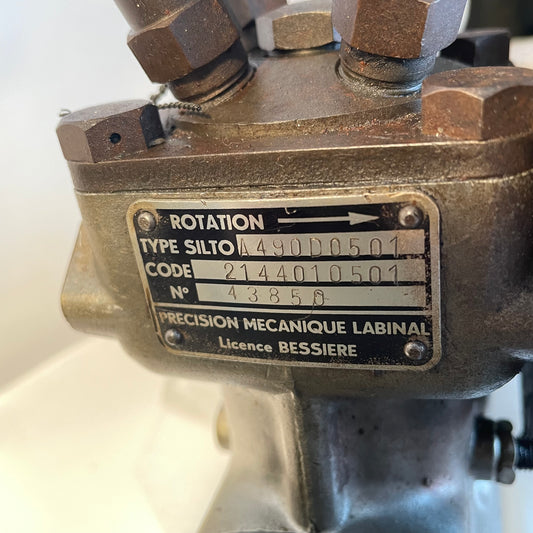 ROTATION →
TYPE SILTO A490D0501
CODE 2144010501
N° 43850
PRECISION MECANIQUE LABINAL
Licence BESSIERE